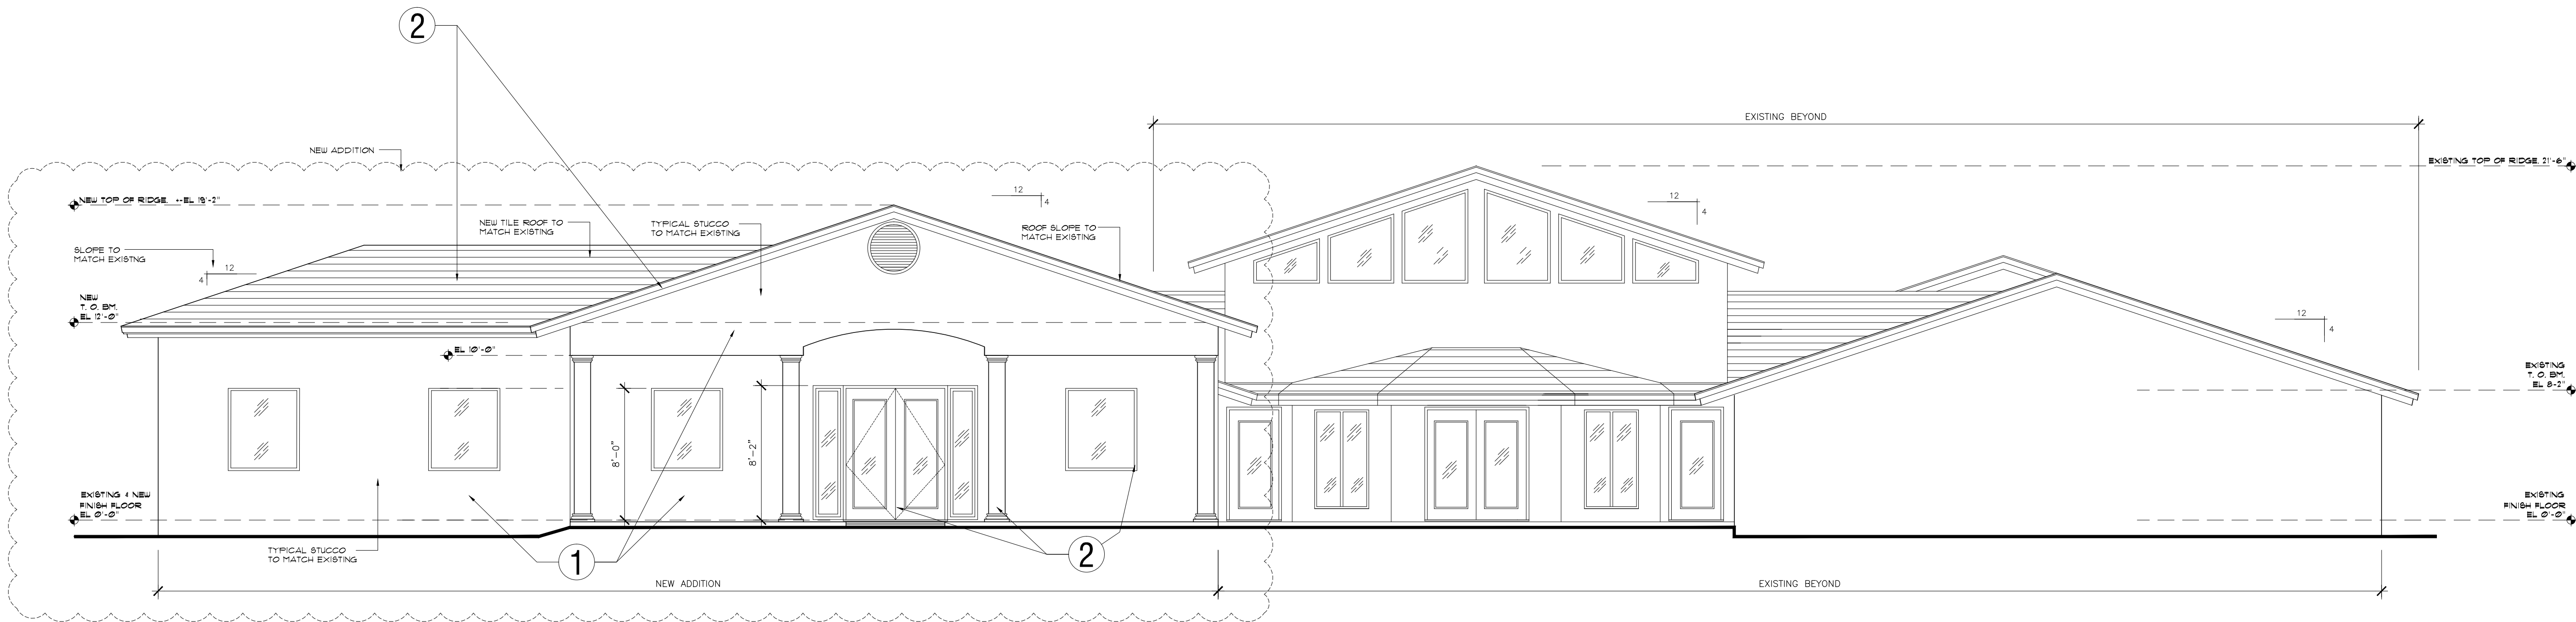 2
EXISTING BEYOND
NEW ADDITION
EXISTING TOP OF RIDGE, 21'-6"
NEW TOP OF RIDGE, +-EL 19'-2"
12
4
12
4
NEW TILE ROOF TO
MATCH EXISTING
TYPICAL STUCCO
TO MATCH EXISTING
ROOF SLOPE TO
MATCH EXISTING
SLOPE TO
MATCH EXISTNG
12
4
NEW
T. O. BM.
EL 12'-0"
12
4
EL 10'-0"
EXISTING
T. O. BM.
EL 8-2"
8'-0"
8'-2"
EXISTING & NEW
FINISH FLOOR
EL 0'-0"
EXISTING
FINISH FLOOR
EL 0'-0"
TYPICAL STUCCO
TO MATCH EXISTING
1
2
NEW ADDITION
EXISTING BEYOND